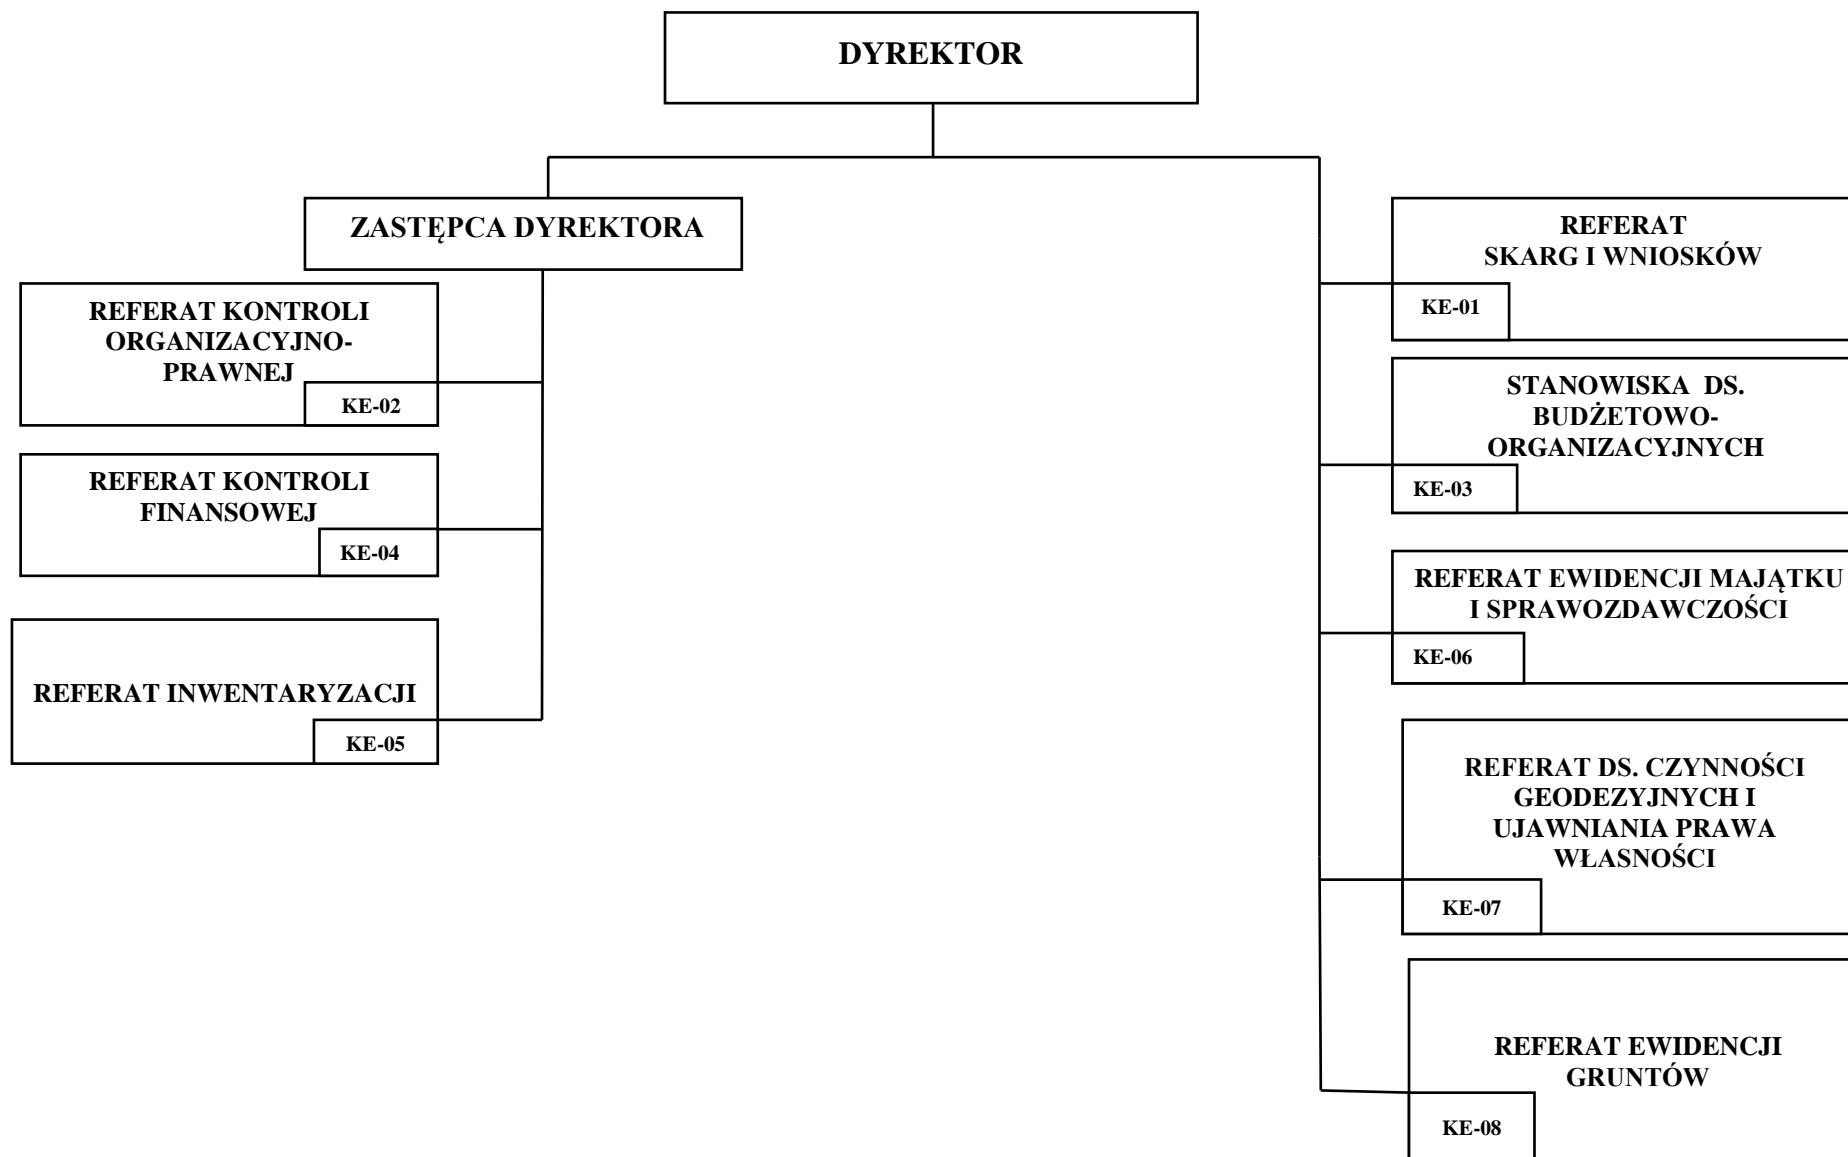 DYREKTOR
ZASTĘPCA DYREKTORA
REFERAT KONTROLI
ORGANIZACYJNO-
PRAWNEJ
KE-02
REFERAT KONTROLI
FINANSOWEJ
KE-04
REFERAT INWENTARYZACJI
KE-05
REFERAT
SKARG I WNIOSKÓW
KE-01
STANOWISKA DS.
BUDŻETOWO-
ORGANIZACYJNYCH
KE-03
REFERAT EWIDENCJI MAJĄTKU
I SPRAWOZDAWCZOŚCI
KE-06
REFERAT DS. CZYNNOŚCI
GEODEZYJNYCH I
UJAWNIANIA PRAWA
WŁASNOŚCI
KE-07
REFERAT EWIDENCJI
GRUNTÓW
KE-08